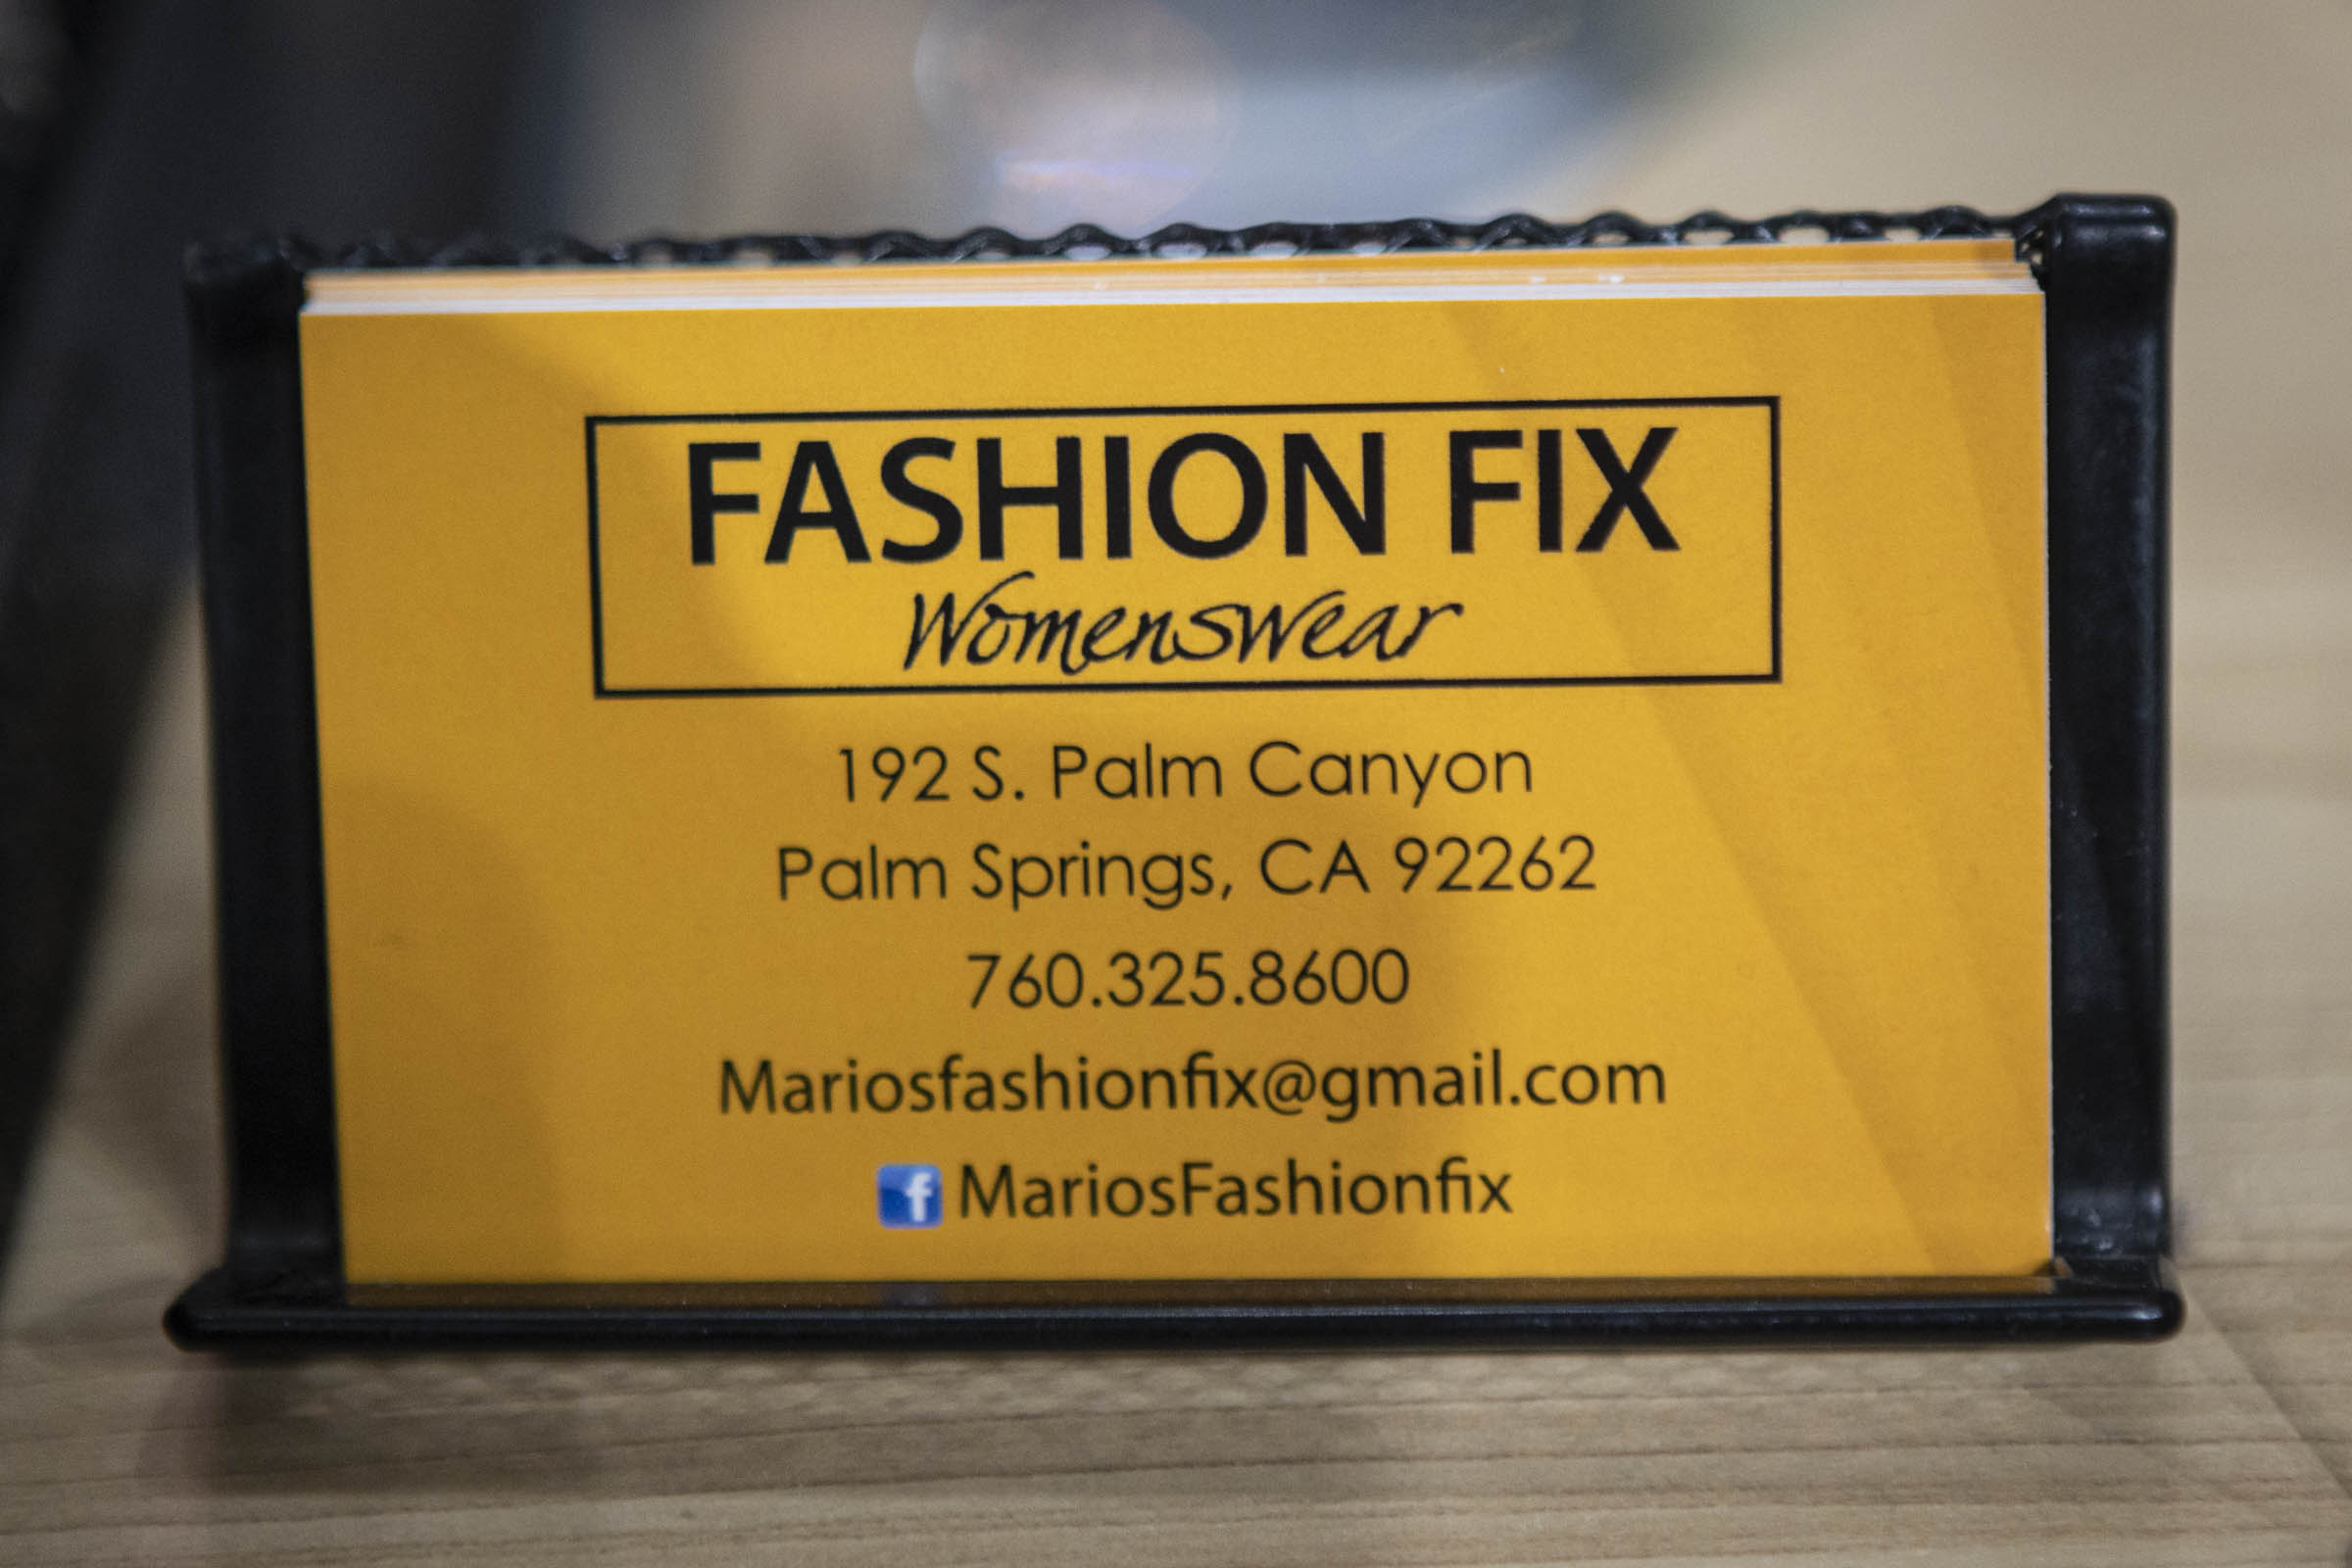 FASHION FIX
Womenswear
192 S. Palm Canyon
Palm Springs, CA 92262
760.325.8600
Mariosfashionfix@gmail.com
f MariosFashionfix